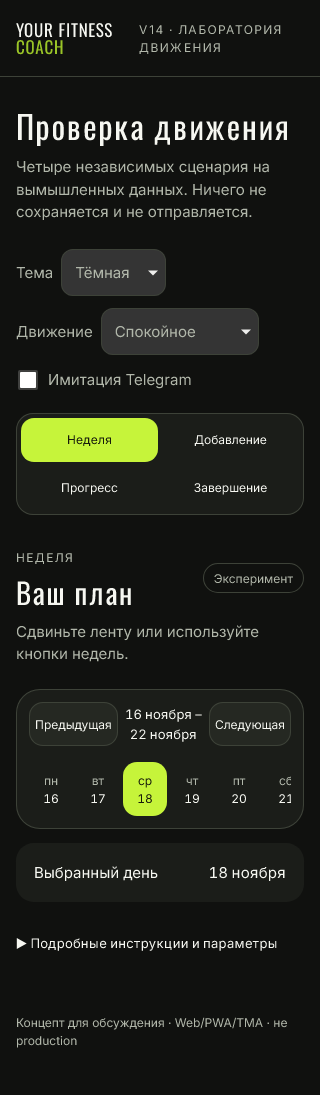 YOUR FITNESS
COACH
V14 · ЛАБОРАТОРИЯ
ДВИЖЕНИЯ
Проверка движения
Четыре независимых сценария на
вымышленных данных. Ничего не
сохраняется и не отправляется.
Тема Тёмная
Движение Спокойное
Имитация Telegram
Неделя Добавление
Прогресс Завершение
НЕДЕЛЯ
Ваш план
Эксперимент
Сдвиньте ленту или используйте
кнопки недель.
Предыдущая
16 ноября –
22 ноября
Следующая
пн вт ср чт пт сб
16 17 18 19 20 21
Выбранный день 18 ноября
▶ Подробные инструкции и параметры
Концепт для обсуждения · Web/PWA/TMA · не
production